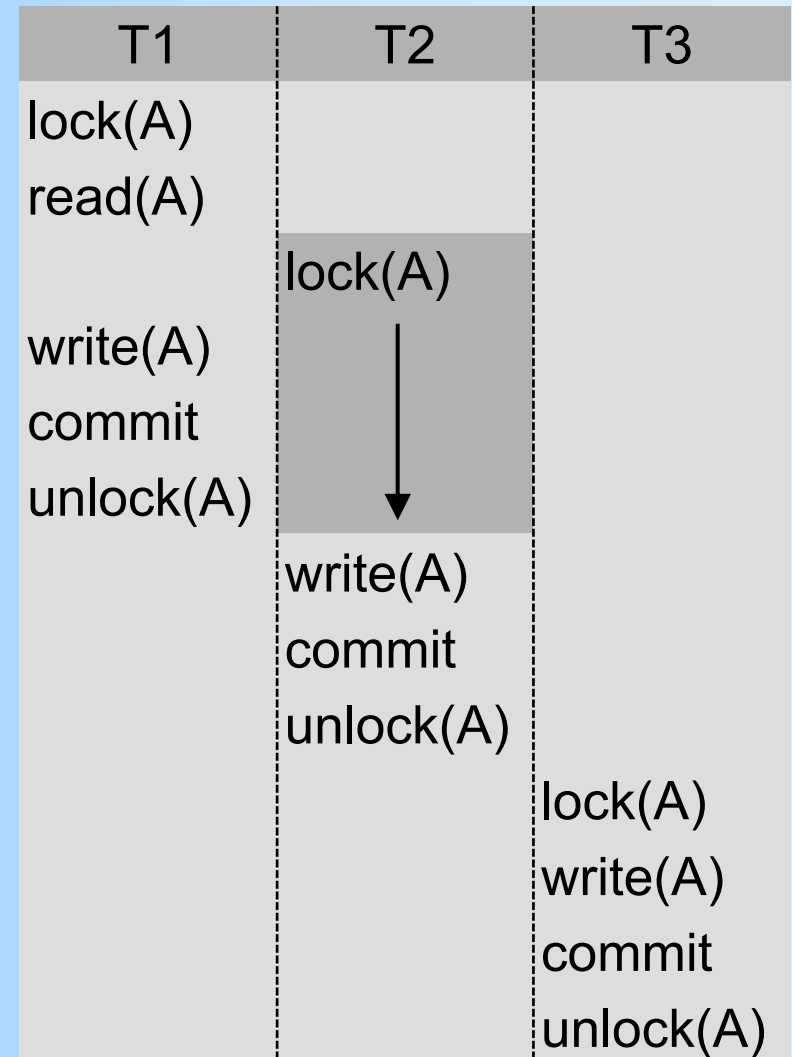 T1 T2 T3
lock(A)
read(A)
lock(A)
write(A)
commit
unlock(A)
write(A)
commit
unlock(A)
lock(A)
write(A)
commit
unlock(A)